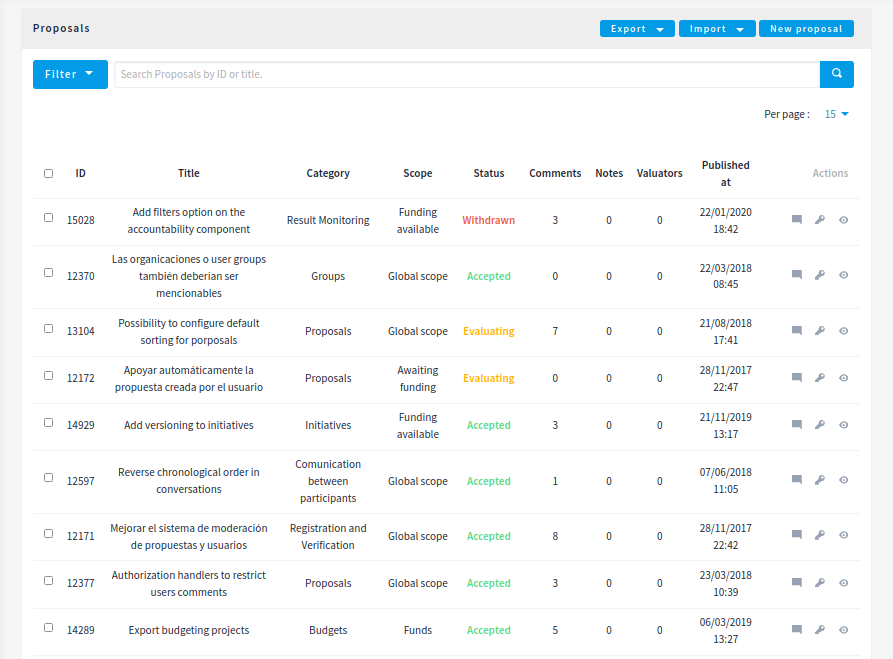 Proposals
Export
Import
New proposal
Filter
Search Proposals by ID or title.
Per page : 15
ID Title Category Scope Status Comments Notes Valuators Published at Actions
15028 Add filters option on the accountability component Result Monitoring Funding available Withdrawn 3 0 0 22/01/2020 18:42
12370 Las organicaciones o user groups también deberían ser mencionables Groups Global scope Accepted 0 0 0 22/03/2018 08:45
13104 Possibility to configure default sorting for porposals Proposals Global scope Evaluating 7 0 0 21/08/2018 17:41
12172 Apoyar automáticamente la propuesta creada por el usuario Proposals Awaiting funding Evaluating 0 0 0 28/11/2017 22:47
14929 Add versioning to initiatives Initiatives Funding available Accepted 3 0 0 21/11/2019 13:17
12597 Reverse chronological order in conversations Comunication between participants Global scope Accepted 1 0 0 07/06/2018 11:05
12171 Mejorar el sistema de moderación de propuestas y usuarios Registration and Verification Global scope Accepted 8 0 0 28/11/2017 22:42
12377 Authorization handlers to restrict users comments Proposals Global scope Accepted 3 0 0 23/03/2018 10:39
14289 Export budgeting projects Budgets Funds Accepted 5 0 0 06/03/2019 13:27